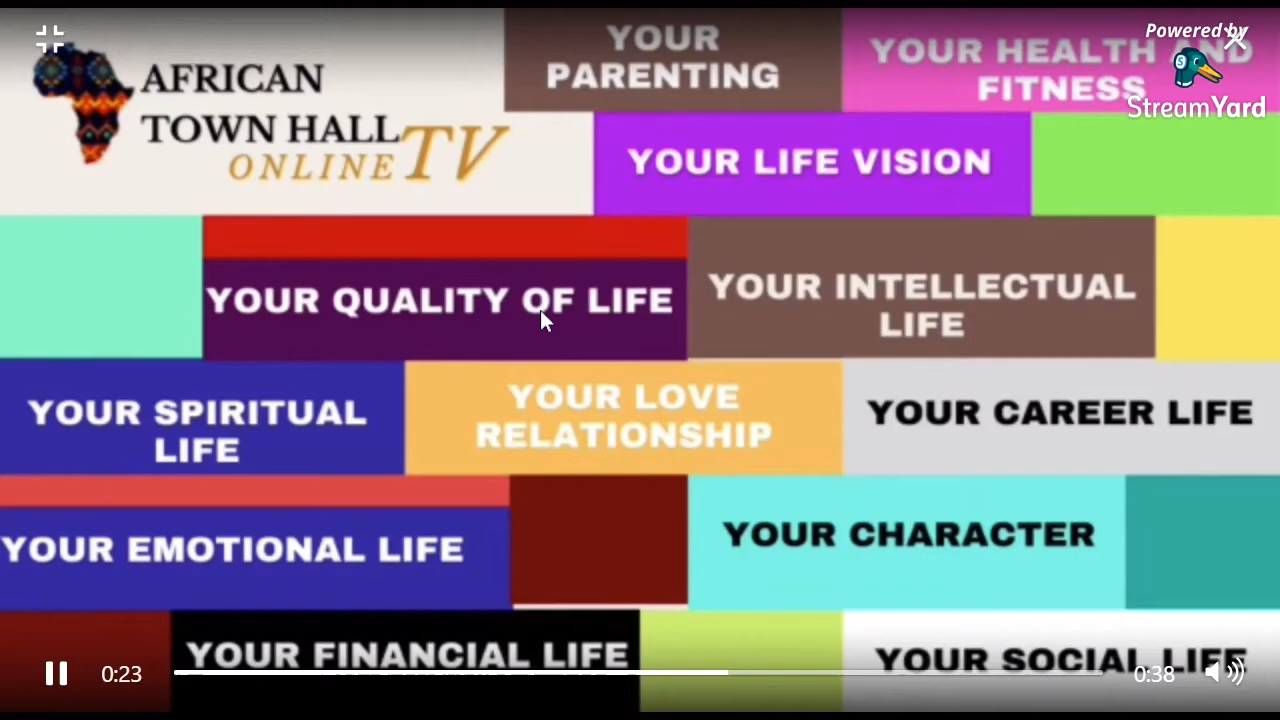 Powered by
StreamYard
AFRICAN
TOWN HALL
ONLINE TV
YOUR
PARENTING
YOUR HEALTH AND
FITNESS
YOUR LIFE VISION
YOUR QUALITY OF LIFE
YOUR INTELLECTUAL
LIFE
YOUR SPIRITUAL
LIFE
YOUR LOVE
RELATIONSHIP
YOUR CAREER LIFE
YOUR EMOTIONAL LIFE
YOUR CHARACTER
YOUR FINANCIAL LIFE
YOUR SOCIAL LIFE
0:23
0:38